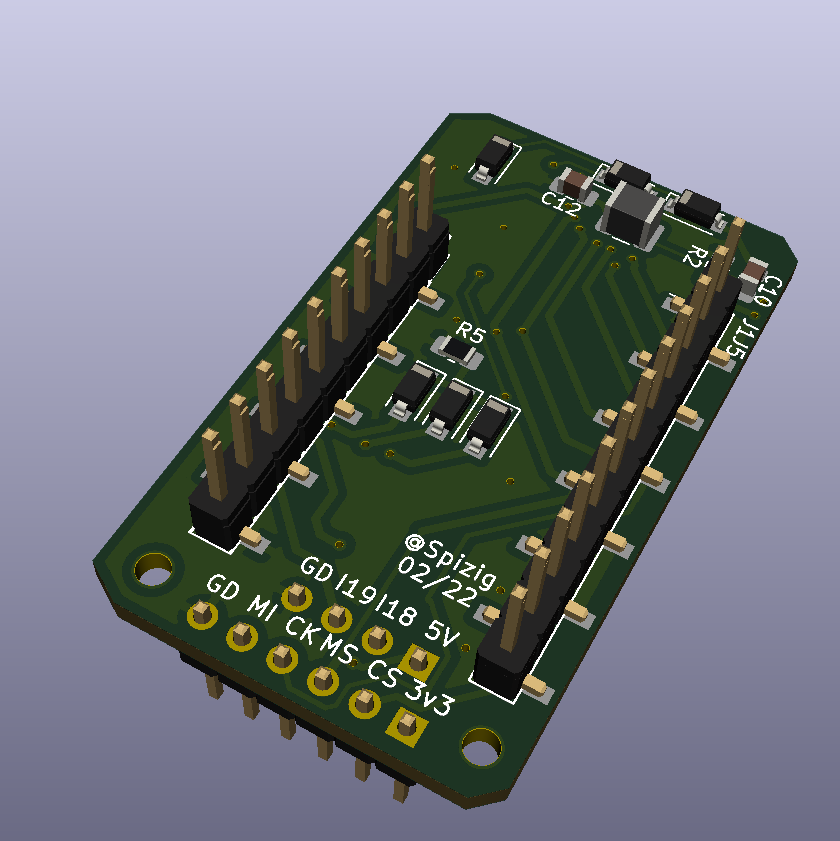 C12
R2
C10
J1J5
R5
@Spizig
02/22
GD I19 I18 5V
GD MI CK MS CS 3v3